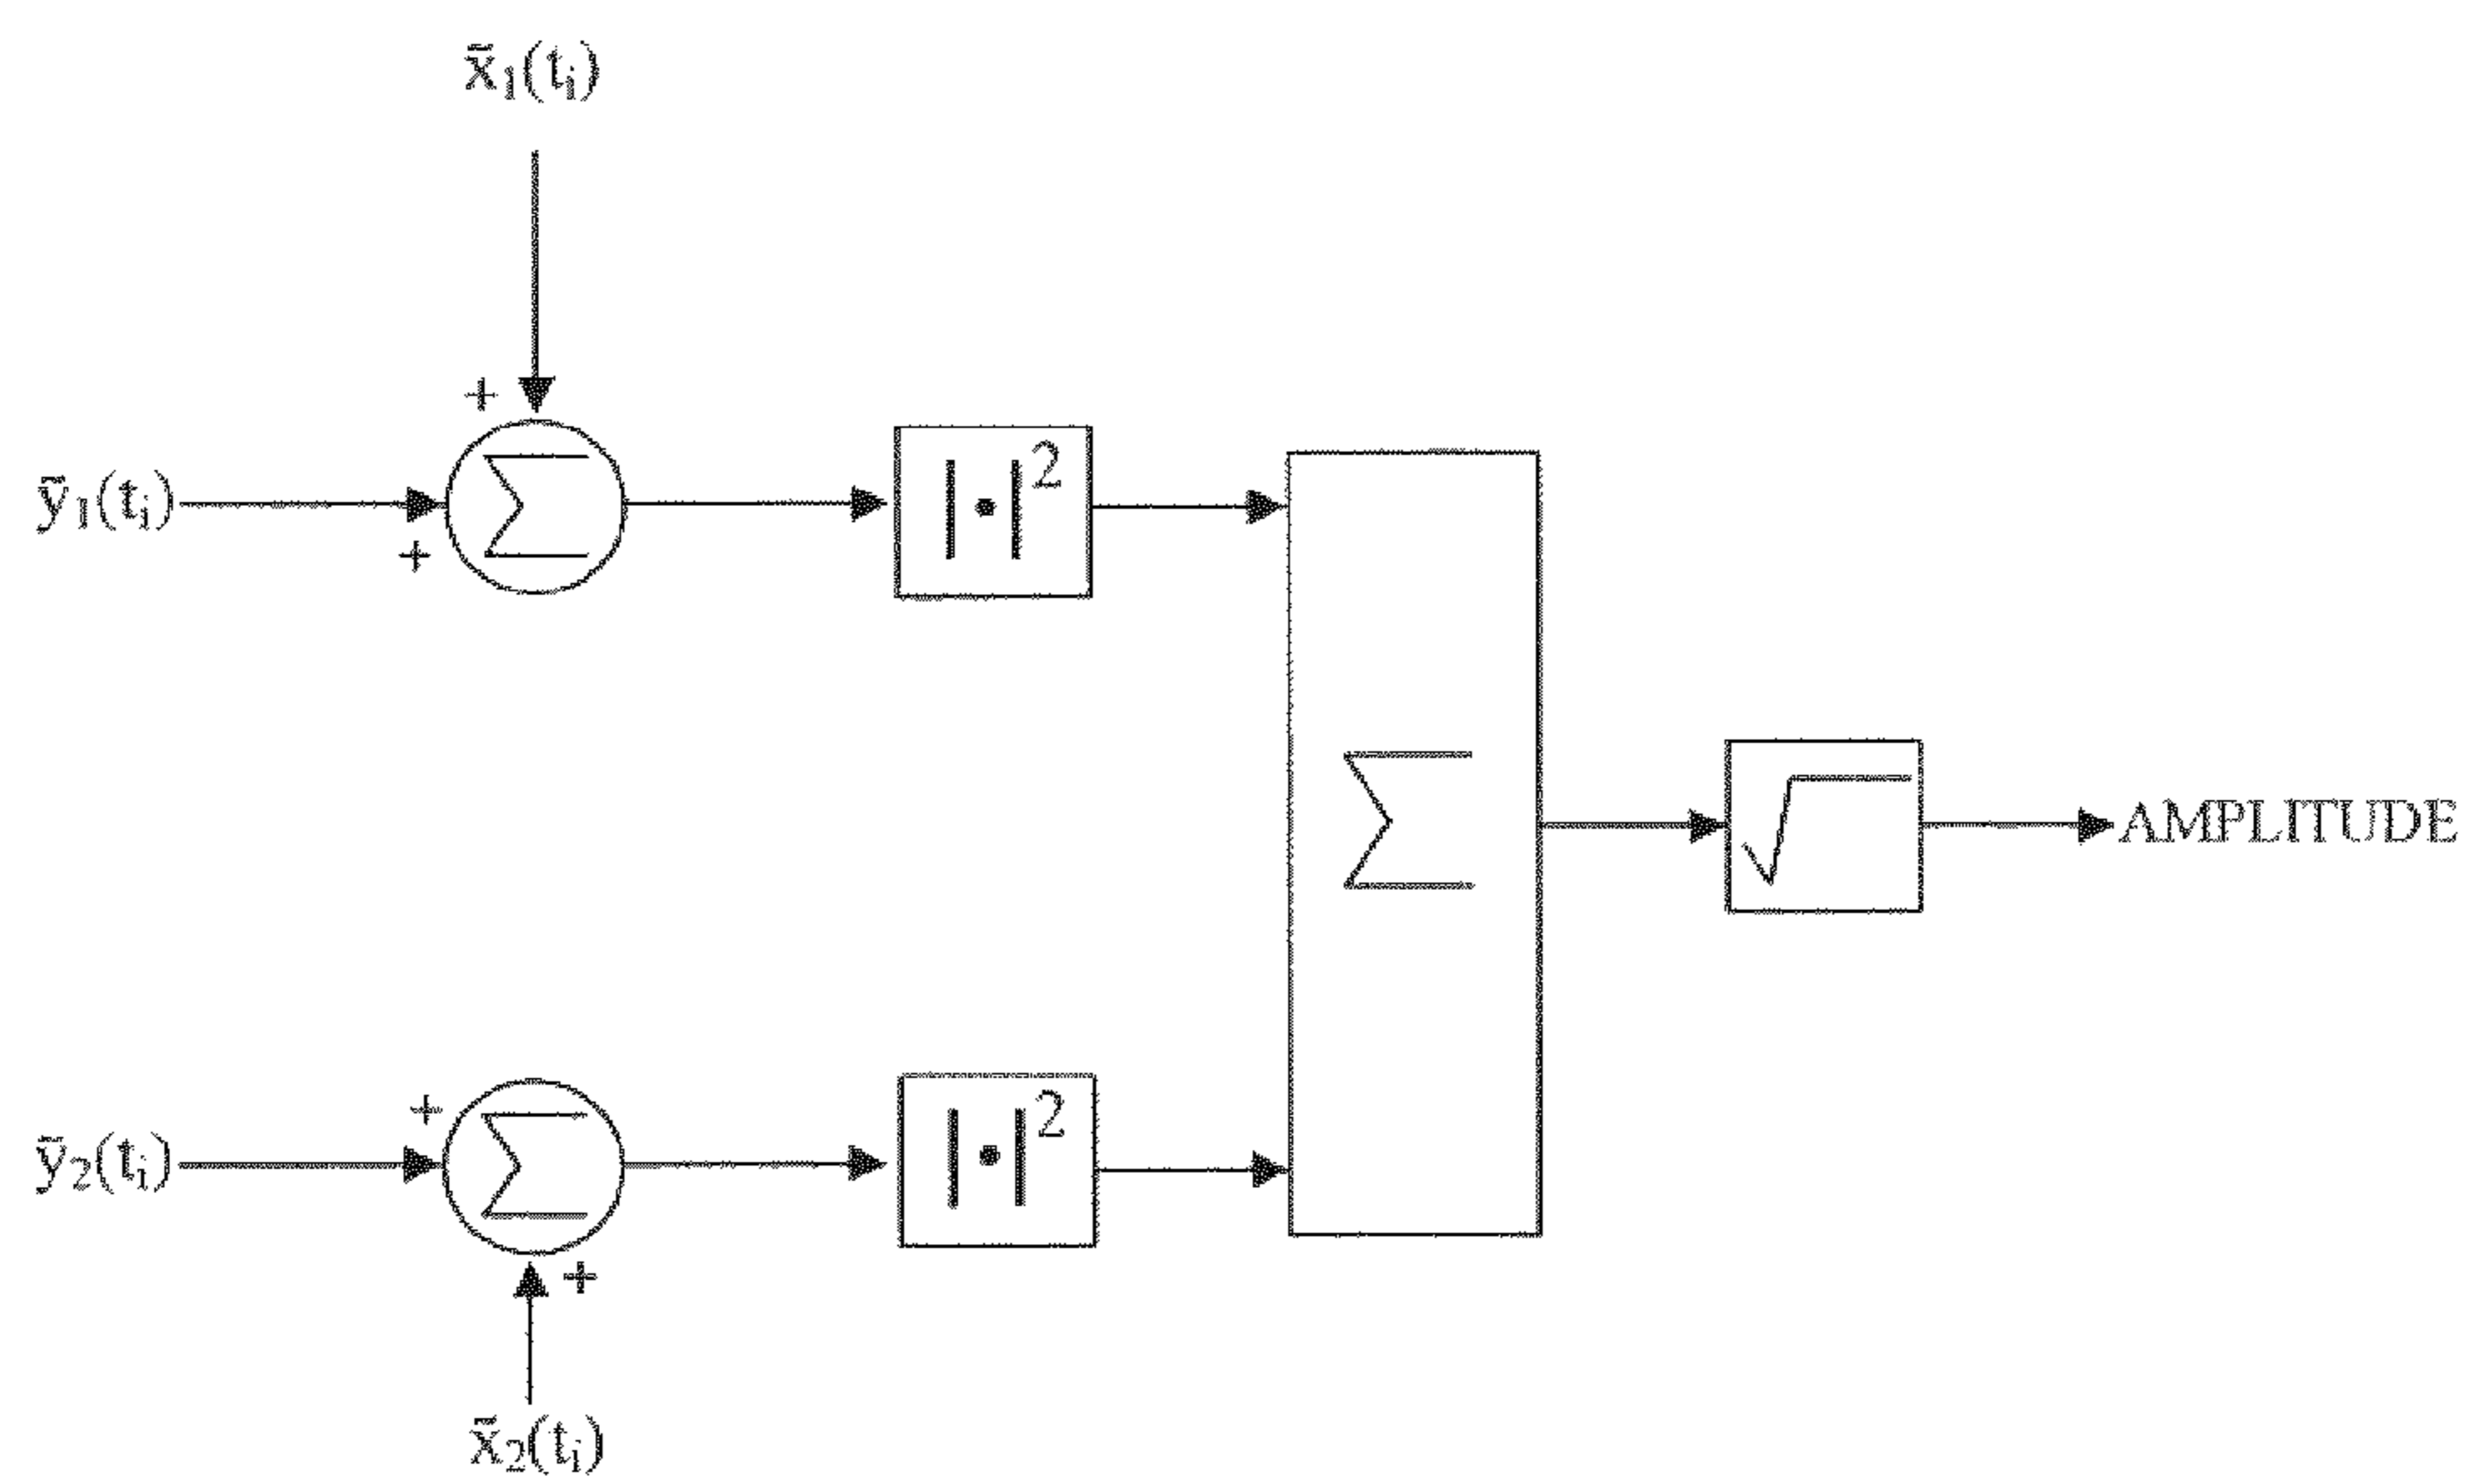 x̄₁(tᵢ)
+
ȳ₁(tᵢ)
+
∑
|•|²
∑
√
AMPLITUDE
+
ȳ₂(tᵢ)
∑
|•|²
+
x̄₂(tᵢ)